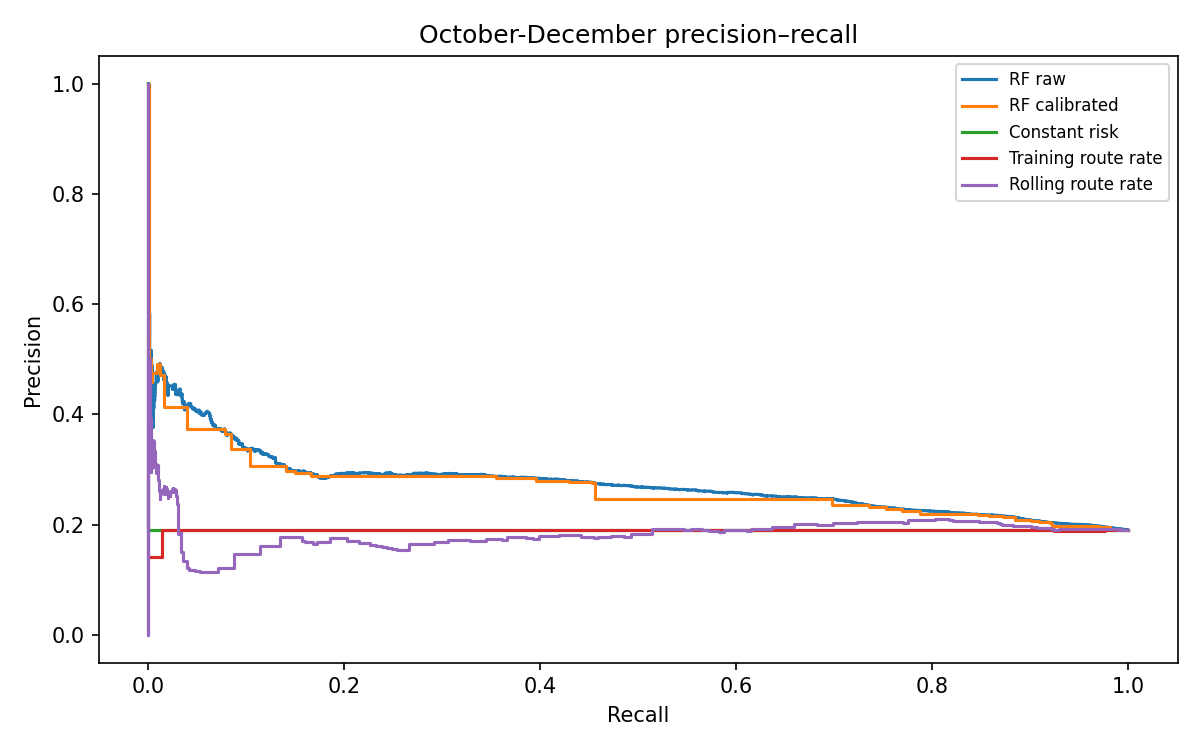 October-December precision–recall
RF raw
RF calibrated
Constant risk
Training route rate
Rolling route rate
Precision
1.0
0.8
0.6
0.4
0.2
0.0
0.0 0.2 0.4 0.6 0.8 1.0
Recall